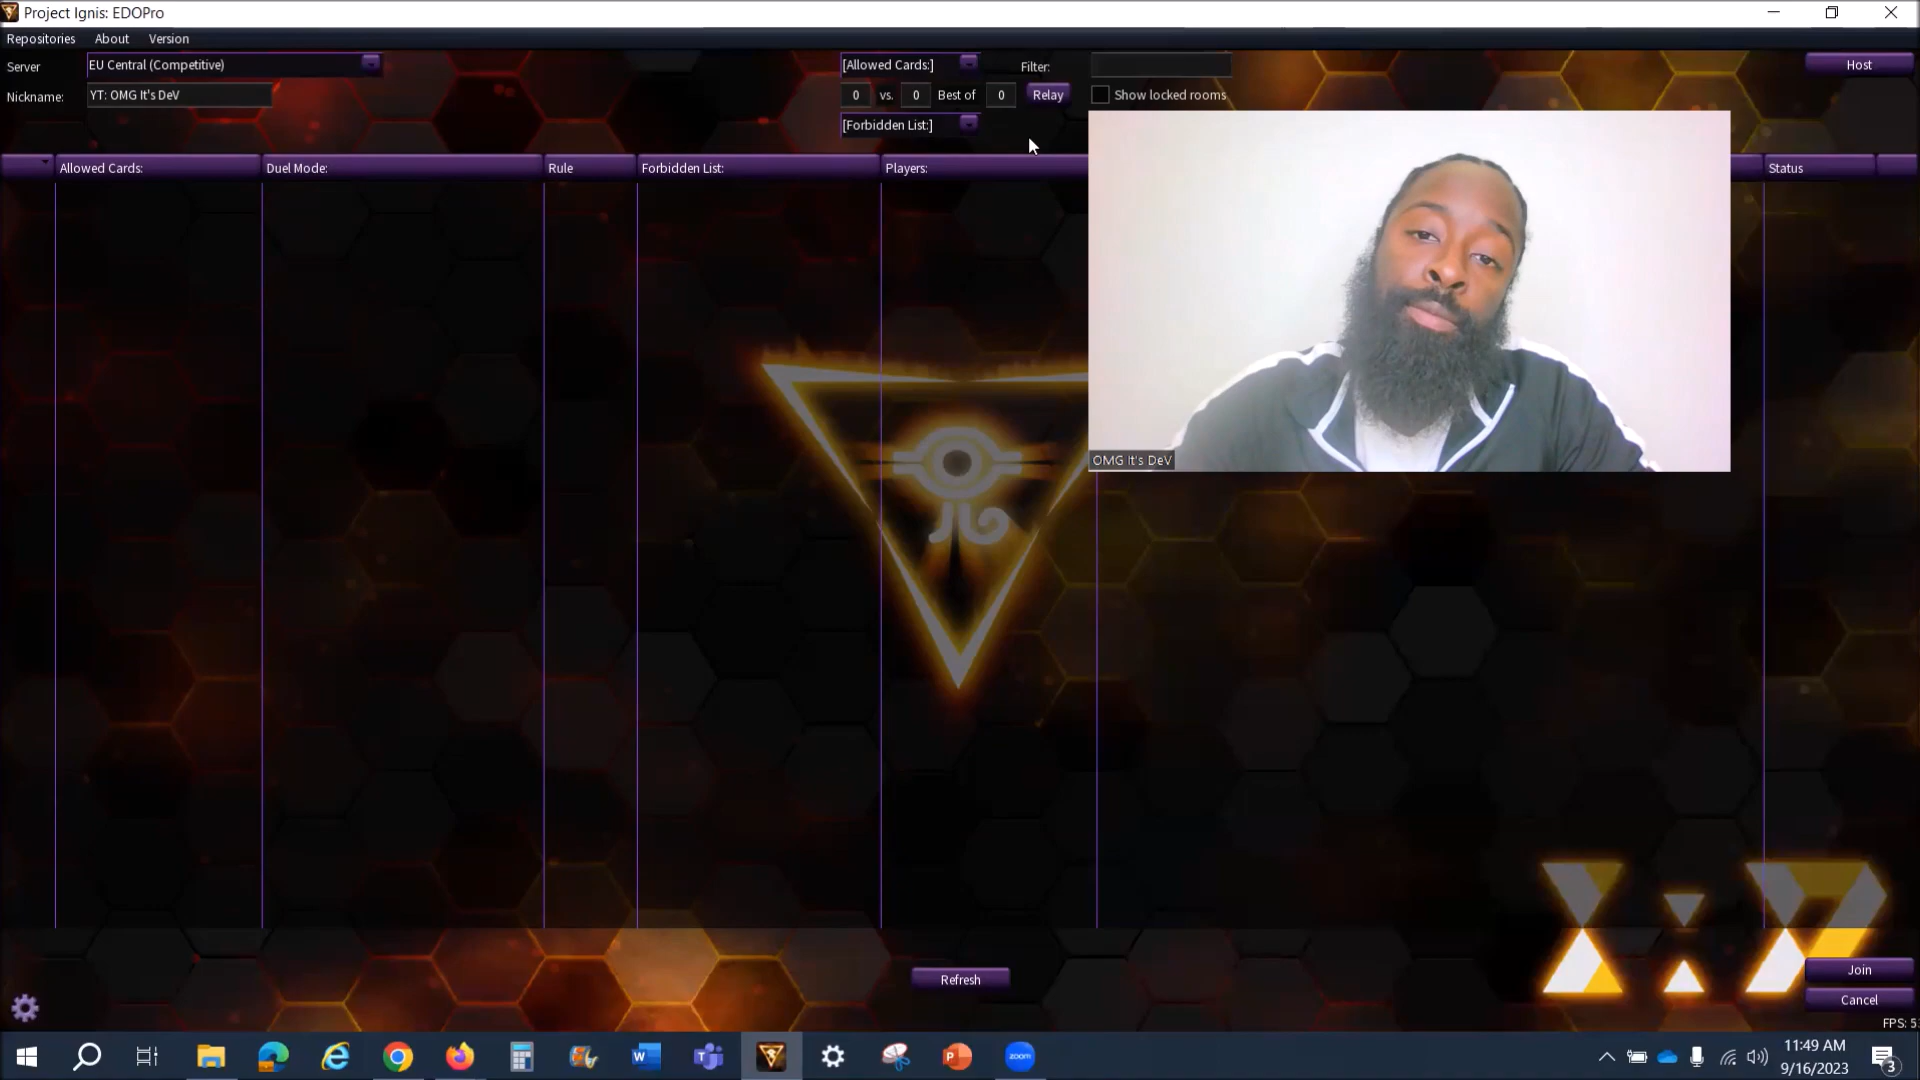 Project Ignis: EDOPro
Repositories About Version
Server EU Central (Competitive) [Allowed Cards:] Filter: Host
Nickname: YT: OMG It's DeV 0 vs. 0 Best of 0 Relay Show locked rooms
[Forbidden List:]
Allowed Cards: Duel Mode: Rule Forbidden List: Players: Status
OMG It's DeV
Refresh
Join
Cancel
FPS: 5
zoom
11:49 AM
9/16/2023
3